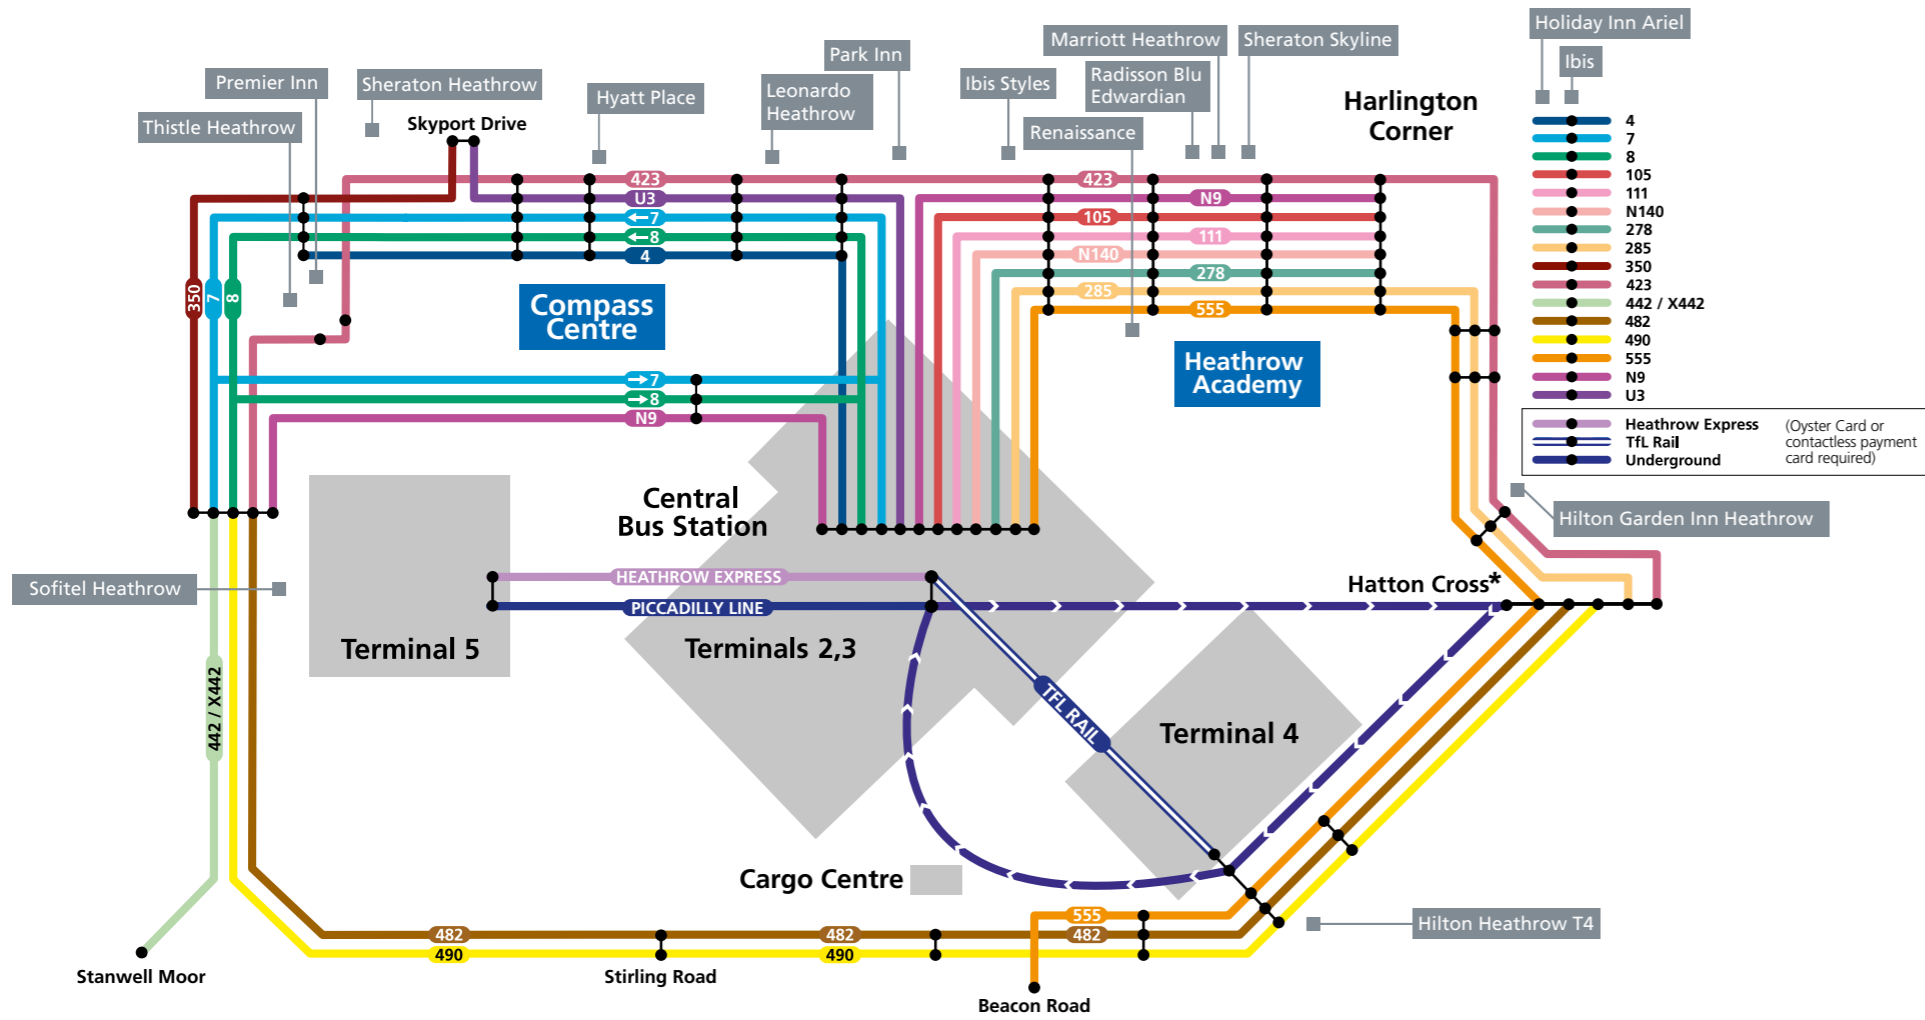 Holiday Inn Ariel
Ibis
Marriott Heathrow
Sheraton Skyline
Park Inn
Premier Inn
Sheraton Heathrow
Hyatt Place
Leonardo
Heathrow
Ibis Styles
Radisson Blu
Edwardian
Renaissance
Thistle Heathrow
Skyport Drive
Harlington
Corner
423
U3
←7
←8
4
423
N9
105
111
N140
278
285
555
350
7
8
Compass
Centre
Heathrow
Academy
→7
→8
N9
4
7
8
105
111
N140
278
285
350
423
442 / X442
482
490
555
N9
U3
Heathrow Express
TfL Rail
Underground
(Oyster Card or
contactless payment
card required)
Central
Bus Station
Hilton Garden Inn Heathrow
Sofitel Heathrow
HEATHROW EXPRESS
PICCADILLY LINE
Hatton Cross*
Terminal 5
Terminals 2,3
TFL RAIL
Terminal 4
442 / X442
Cargo Centre
Hilton Heathrow T4
555
482
482
482
490
490
Stanwell Moor
Stirling Road
Beacon Road